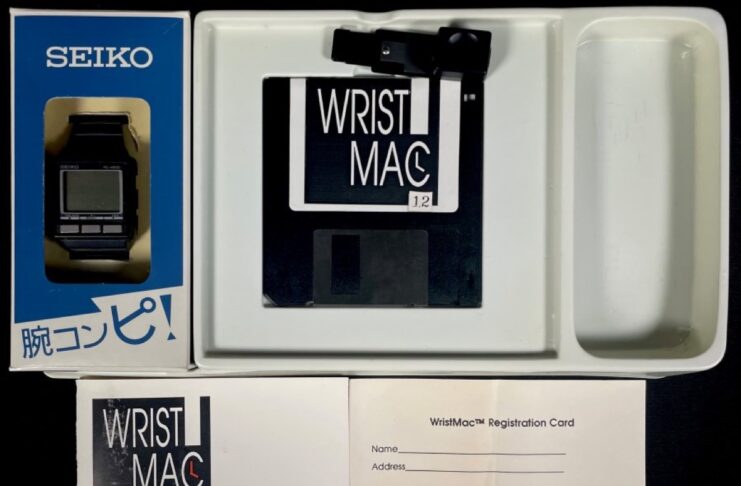 SEIKO
SEIKO
腕コンピ!
WRIST
MAC
1.2
WRIST
MAC
WristMac™ Registration Card
Name
Address